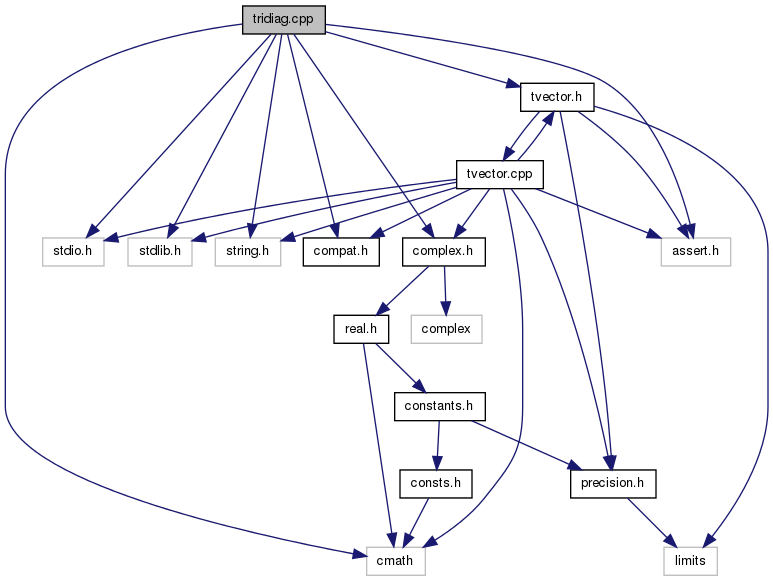 tridiag.cpp
tvector.h
tvector.cpp
stdio.h
stdlib.h
string.h
compat.h
complex.h
assert.h
real.h
complex
constants.h
consts.h
precision.h
cmath
limits